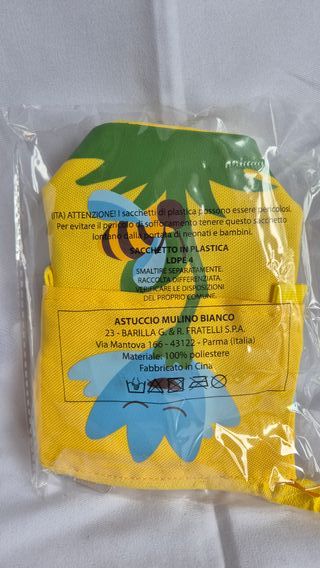 (ITA) ATTENZIONE! I sacchetti di plastica possono essere pericolosi.
Per evitare il pericolo di soffocamento tenere questo sacchetto
lontano dalla portata di neonati e bambini.
SACCHETTO IN PLASTICA
LDPE 4
SMALTIRE SEPARATAMENTE.
RACCOLTA DIFFERENZIATA.
VERIFICARE LE DISPOSIZIONI
DEL PROPRIO COMUNE.
ASTUCCIO MULINO BIANCO
23 - BARILLA G. & R. FRATELLI S.P.A.
Via Mantova 166 - 43122 - Parma (Italia)
Materiale: 100% poliestere
Fabbricato in Cina